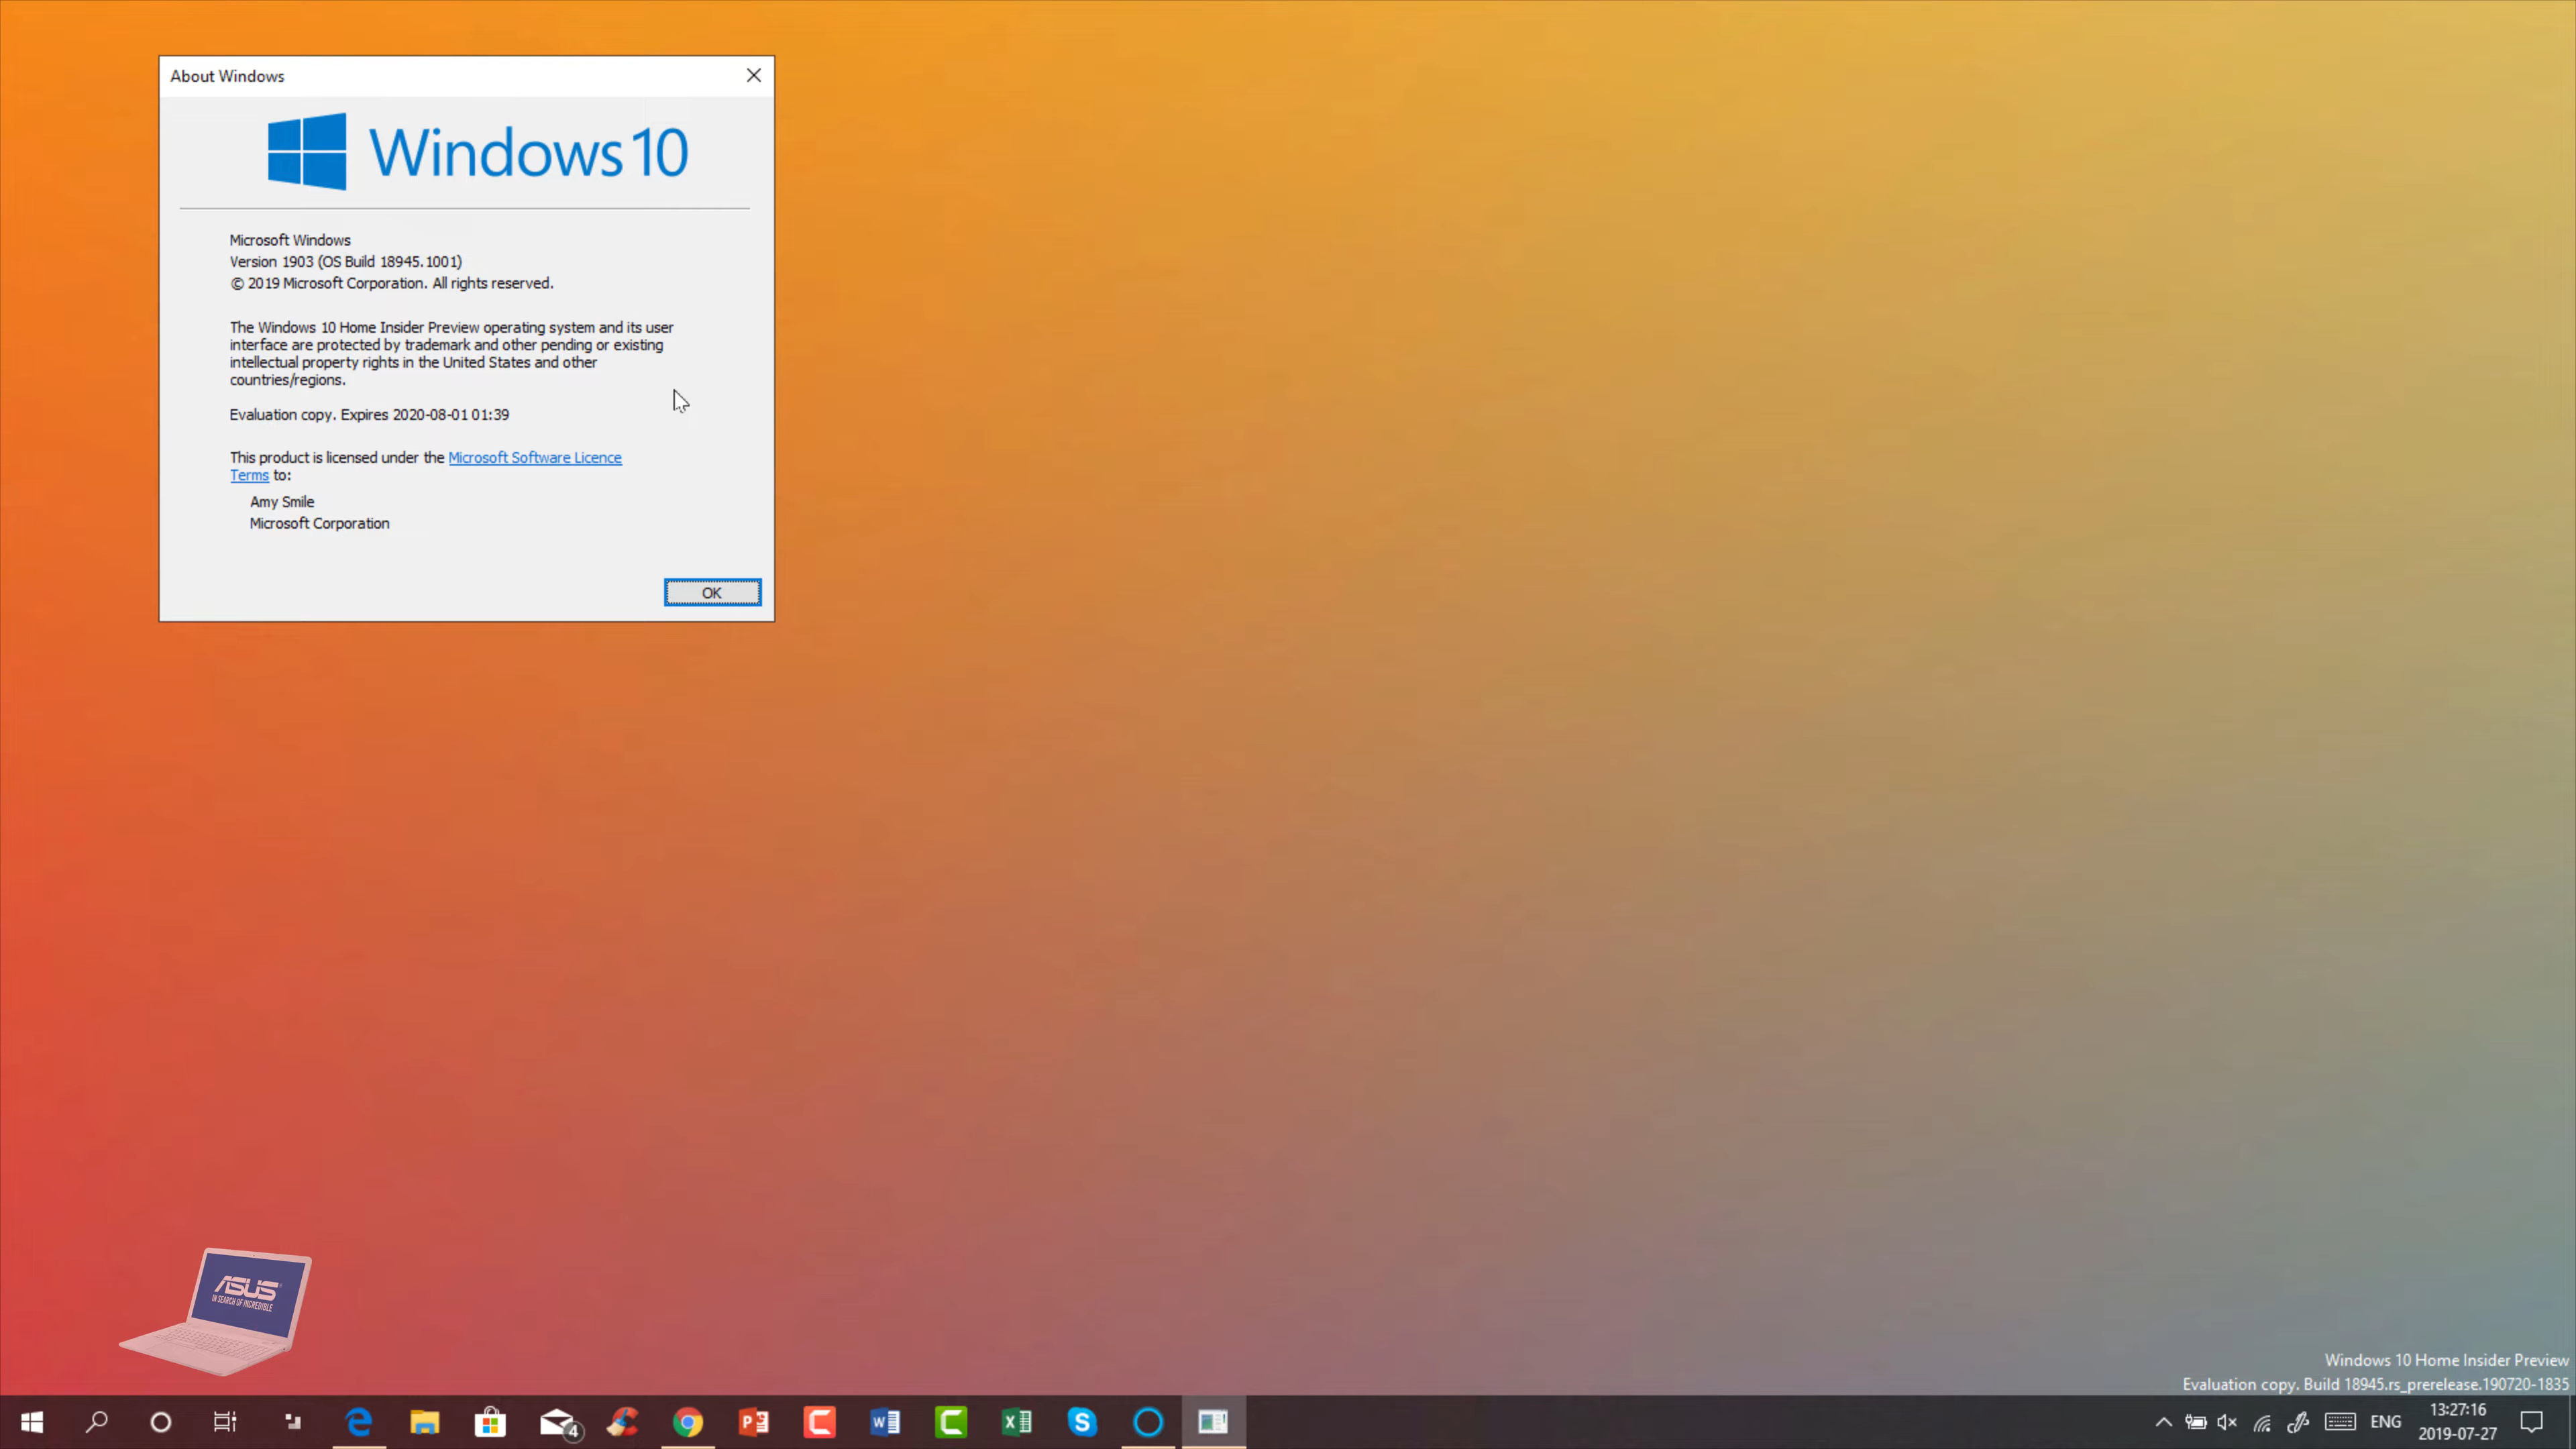 About Windows
Windows 10
Microsoft Windows
Version 1903 (OS Build 18945.1001)
© 2019 Microsoft Corporation. All rights reserved.
The Windows 10 Home Insider Preview operating system and its user
interface are protected by trademark and other pending or existing
intellectual property rights in the United States and other
countries/regions.
Evaluation copy. Expires 2020-08-01 01:39
This product is licensed under the Microsoft Software Licence
Terms to:
Amy Smile
Microsoft Corporation
OK
ASUS
IN SEARCH OF INCREDIBLE
Windows 10 Home Insider Preview
Evaluation copy. Build 18945.rs_prerelease.190720-1835
4
ENG
13:27:16
2019-07-27